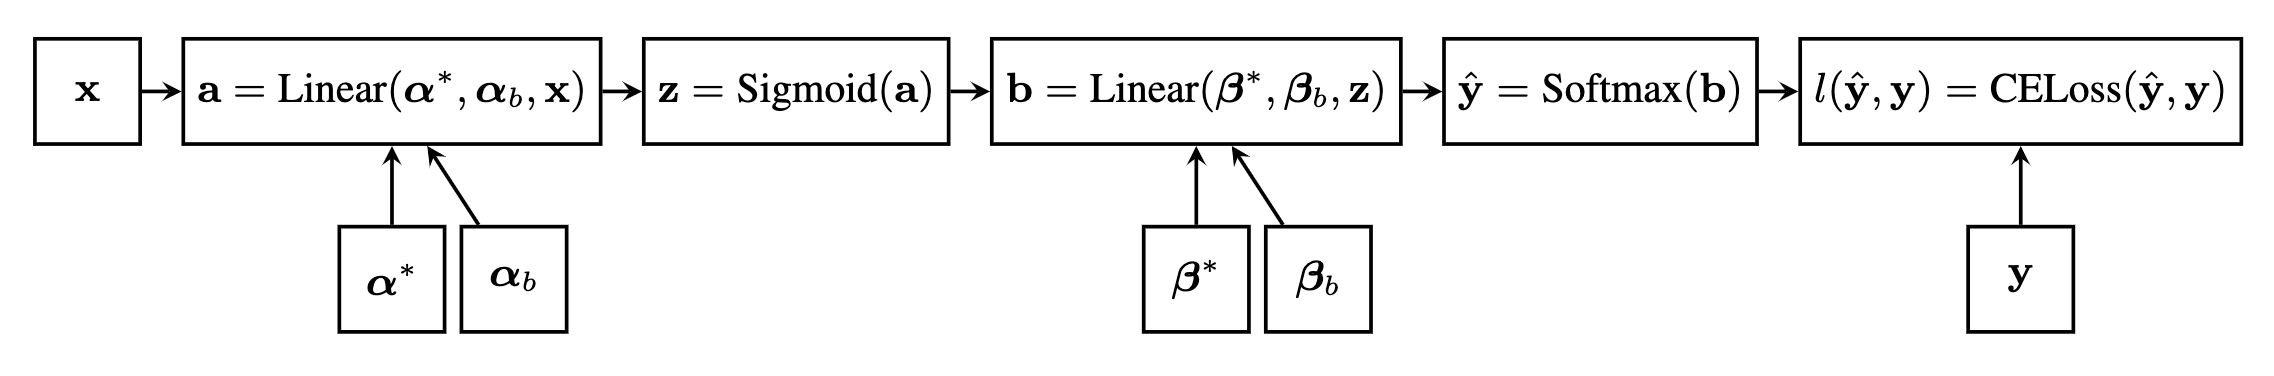 x a = Linear(α*, α_b, x) z = Sigmoid(a) b = Linear(β*, β_b, z) ŷ = Softmax(b) l(ŷ, y) = CELoss(ŷ, y)
α* α_b β* β_b y